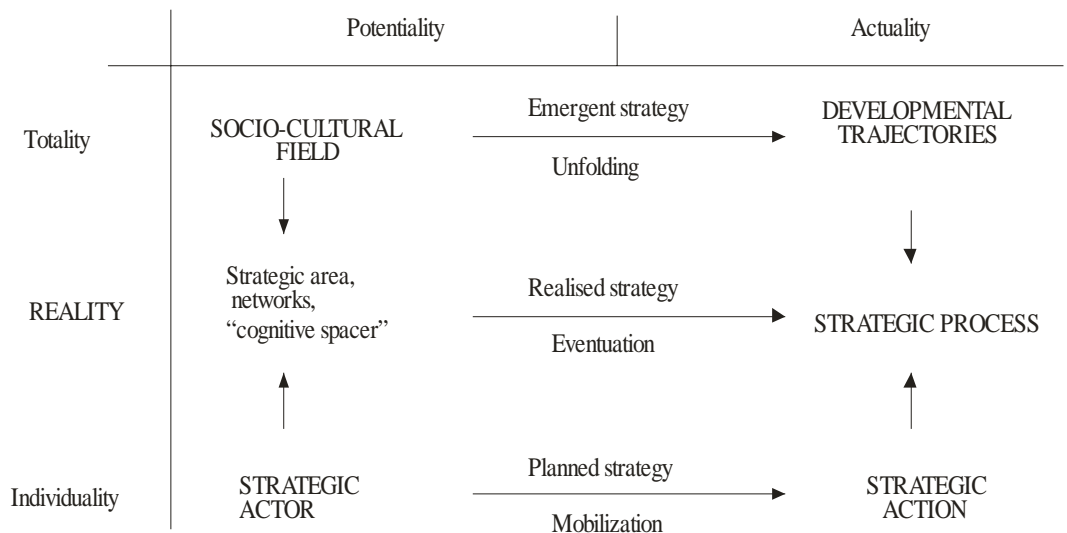 Potentiality
Actuality
Totality
SOCIO-CULTURAL
FIELD
Emergent strategy
Unfolding
DEVELOPMENTAL
TRAJECTORIES
REALITY
Strategic area,
networks,
“cognitive spacer”
Realised strategy
Eventuation
STRATEGIC PROCESS
Individuality
STRATEGIC
ACTOR
Planned strategy
Mobilization
STRATEGIC
ACTION